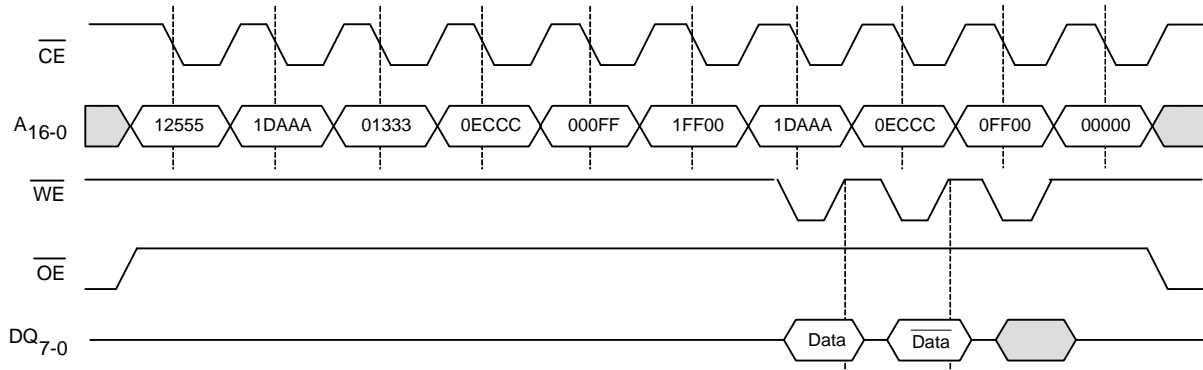 CE
A16-0 12555 1DAAA 01333 0ECCC 000FF 1FF00 1DAAA 0ECCC 0FF00 00000
WE
OE
DQ7-0 Data Data